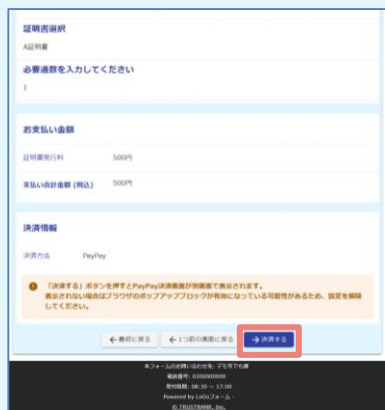 証明書選択
A証明書
必要通数を入力してください
1
お支払い金額
証明書発行料 500円
支払い合計金額 (税込) 500円
決済情報
決済方法 PayPay
「決済する」ボタンを押すとPayPay決済画面が別画面で表示されます。
表示されない場合はブラウザのポップアップブロックが有効になっている可能性があるため、設定を解除
してください。
← 最初に戻る ← 1つ前の画面に戻る → 決済する
本フォームのお問い合わせ先: デモ市でも課
電話番号: 0300000000
受付時間: 08:30 ～ 17:00
Powered by LoGoフォーム -
© TRUSTBANK, Inc.